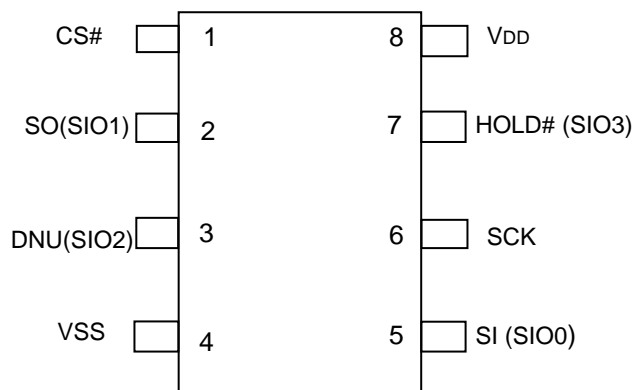 CS# 1 8 VDD
SO(SIO1) 2 7 HOLD# (SIO3)
DNU(SIO2) 3 6 SCK
VSS 4 5 SI (SIO0)